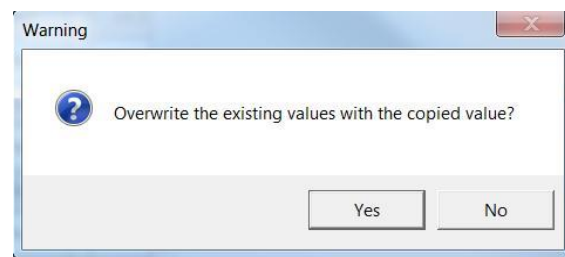 Warning
Overwrite the existing values with the copied value?
Yes No